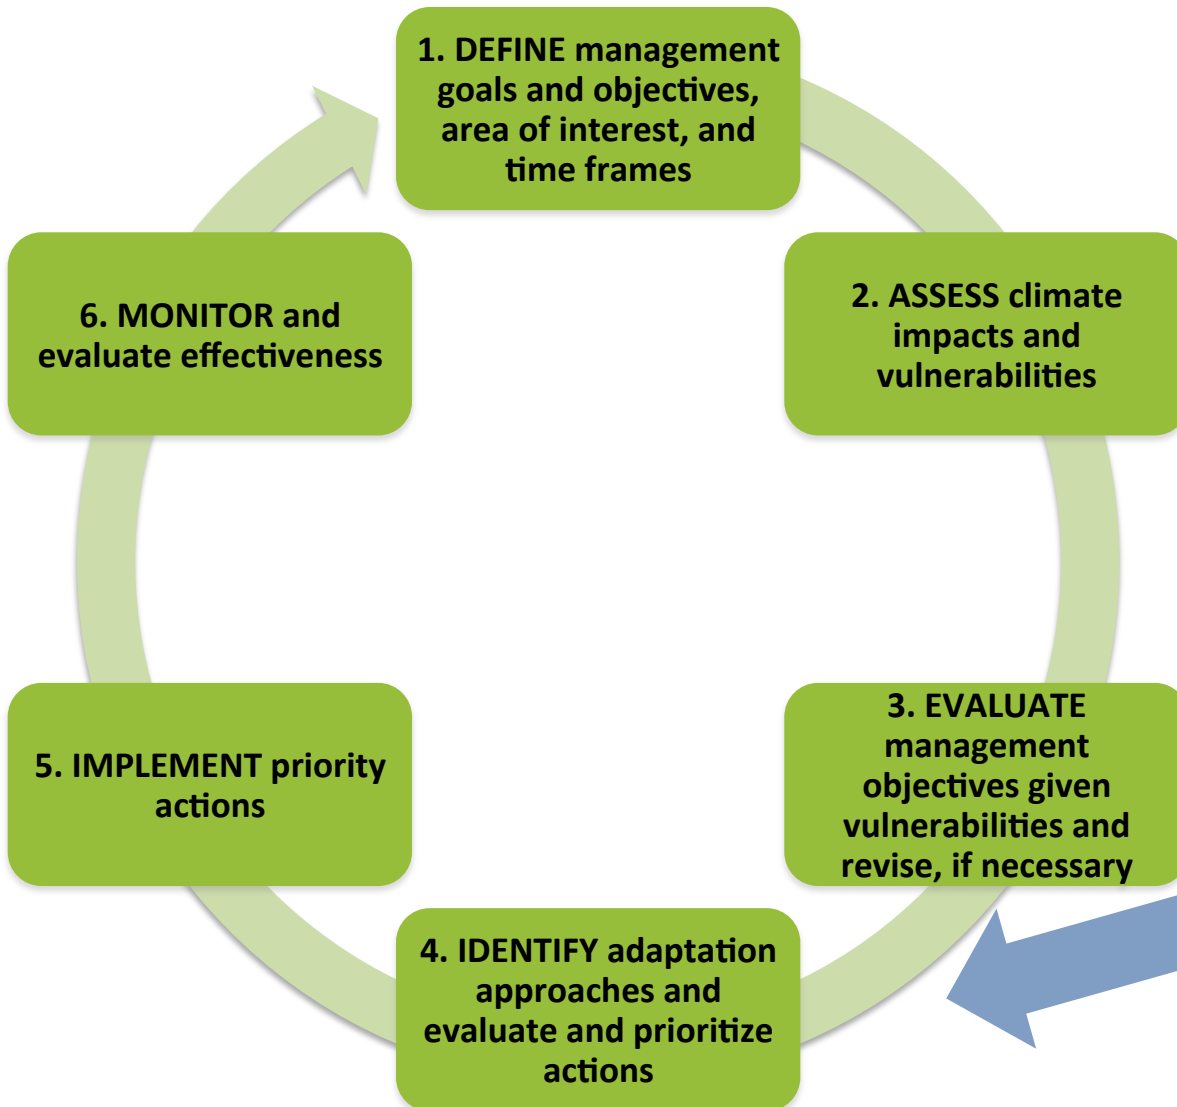 1. DEFINE management
goals and objectives,
area of interest, and
time frames
2. ASSESS climate
impacts and
vulnerabilities
3. EVALUATE
management
objectives given
vulnerabilities and
revise, if necessary
4. IDENTIFY adaptation
approaches and
evaluate and prioritize
actions
5. IMPLEMENT priority
actions
6. MONITOR and
evaluate effectiveness